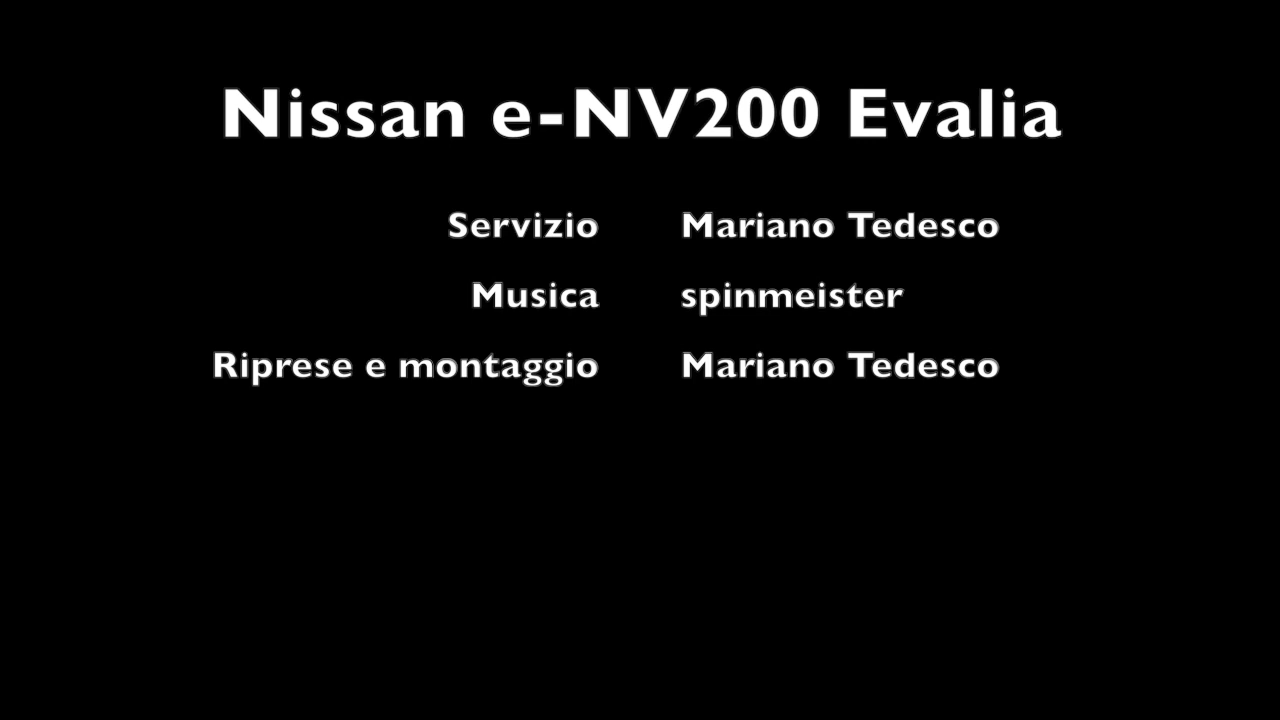 Nissan e-NV200 Evalia
Servizio Mariano Tedesco
Musica spinmeister
Riprese e montaggio Mariano Tedesco